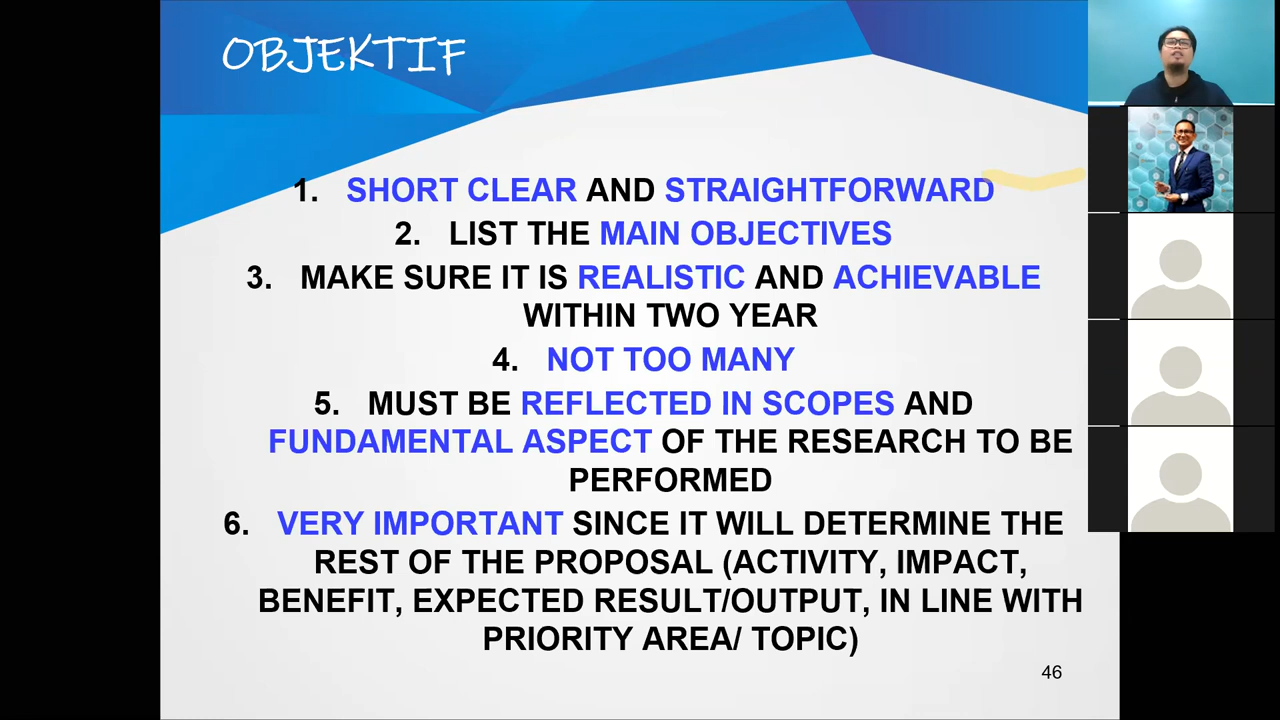 OBJEKTIF
1. SHORT CLEAR AND STRAIGHTFORWARD
2. LIST THE MAIN OBJECTIVES
3. MAKE SURE IT IS REALISTIC AND ACHIEVABLE
WITHIN TWO YEAR
4. NOT TOO MANY
5. MUST BE REFLECTED IN SCOPES AND
FUNDAMENTAL ASPECT OF THE RESEARCH TO BE
PERFORMED
6. VERY IMPORTANT SINCE IT WILL DETERMINE THE
REST OF THE PROPOSAL (ACTIVITY, IMPACT,
BENEFIT, EXPECTED RESULT/OUTPUT, IN LINE WITH
PRIORITY AREA/ TOPIC)
46